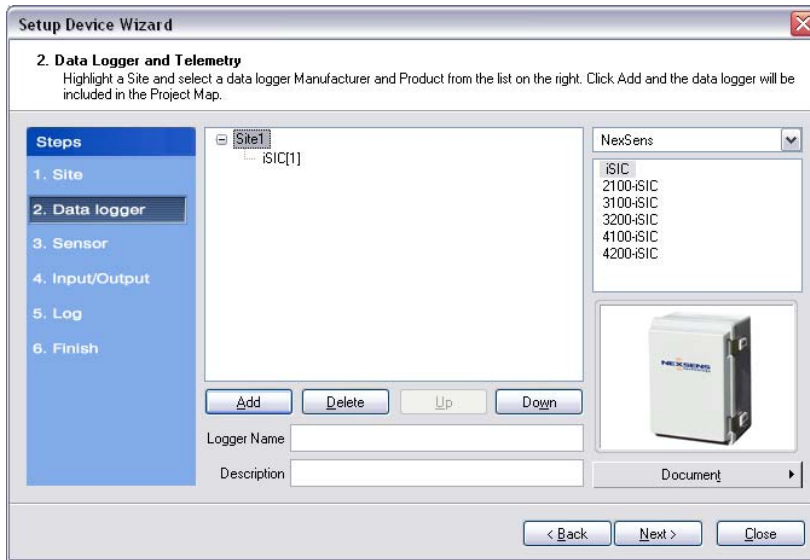 Setup Device Wizard
2. Data Logger and Telemetry
Highlight a Site and select a data logger Manufacturer and Product from the list on the right. Click Add and the data logger will be
included in the Project Map.
Steps
1. Site
2. Data logger
3. Sensor
4. Input/Output
5. Log
6. Finish
Site1
iSIC[1]
Add
Delete
Up
Down
Logger Name
Description
NexSens
iSIC
2100-iSIC
3100-iSIC
3200-iSIC
4100-iSIC
4200-iSIC
NEXSENS
Document
< Back
Next >
Close